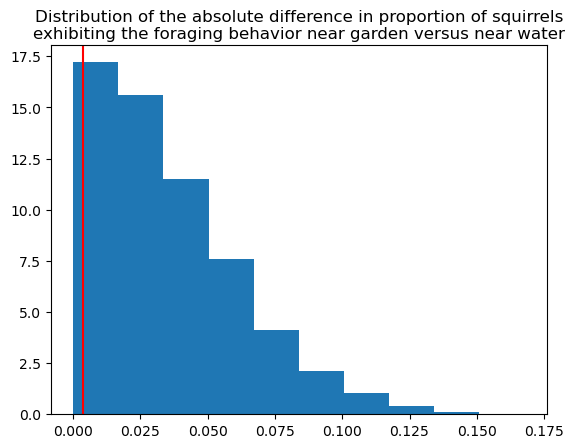 Distribution of the absolute difference in proportion of squirrels
exhibiting the foraging behavior near garden versus near water
17.5
15.0
12.5
10.0
7.5
5.0
2.5
0.0
0.000 0.025 0.050 0.075 0.100 0.125 0.150 0.175